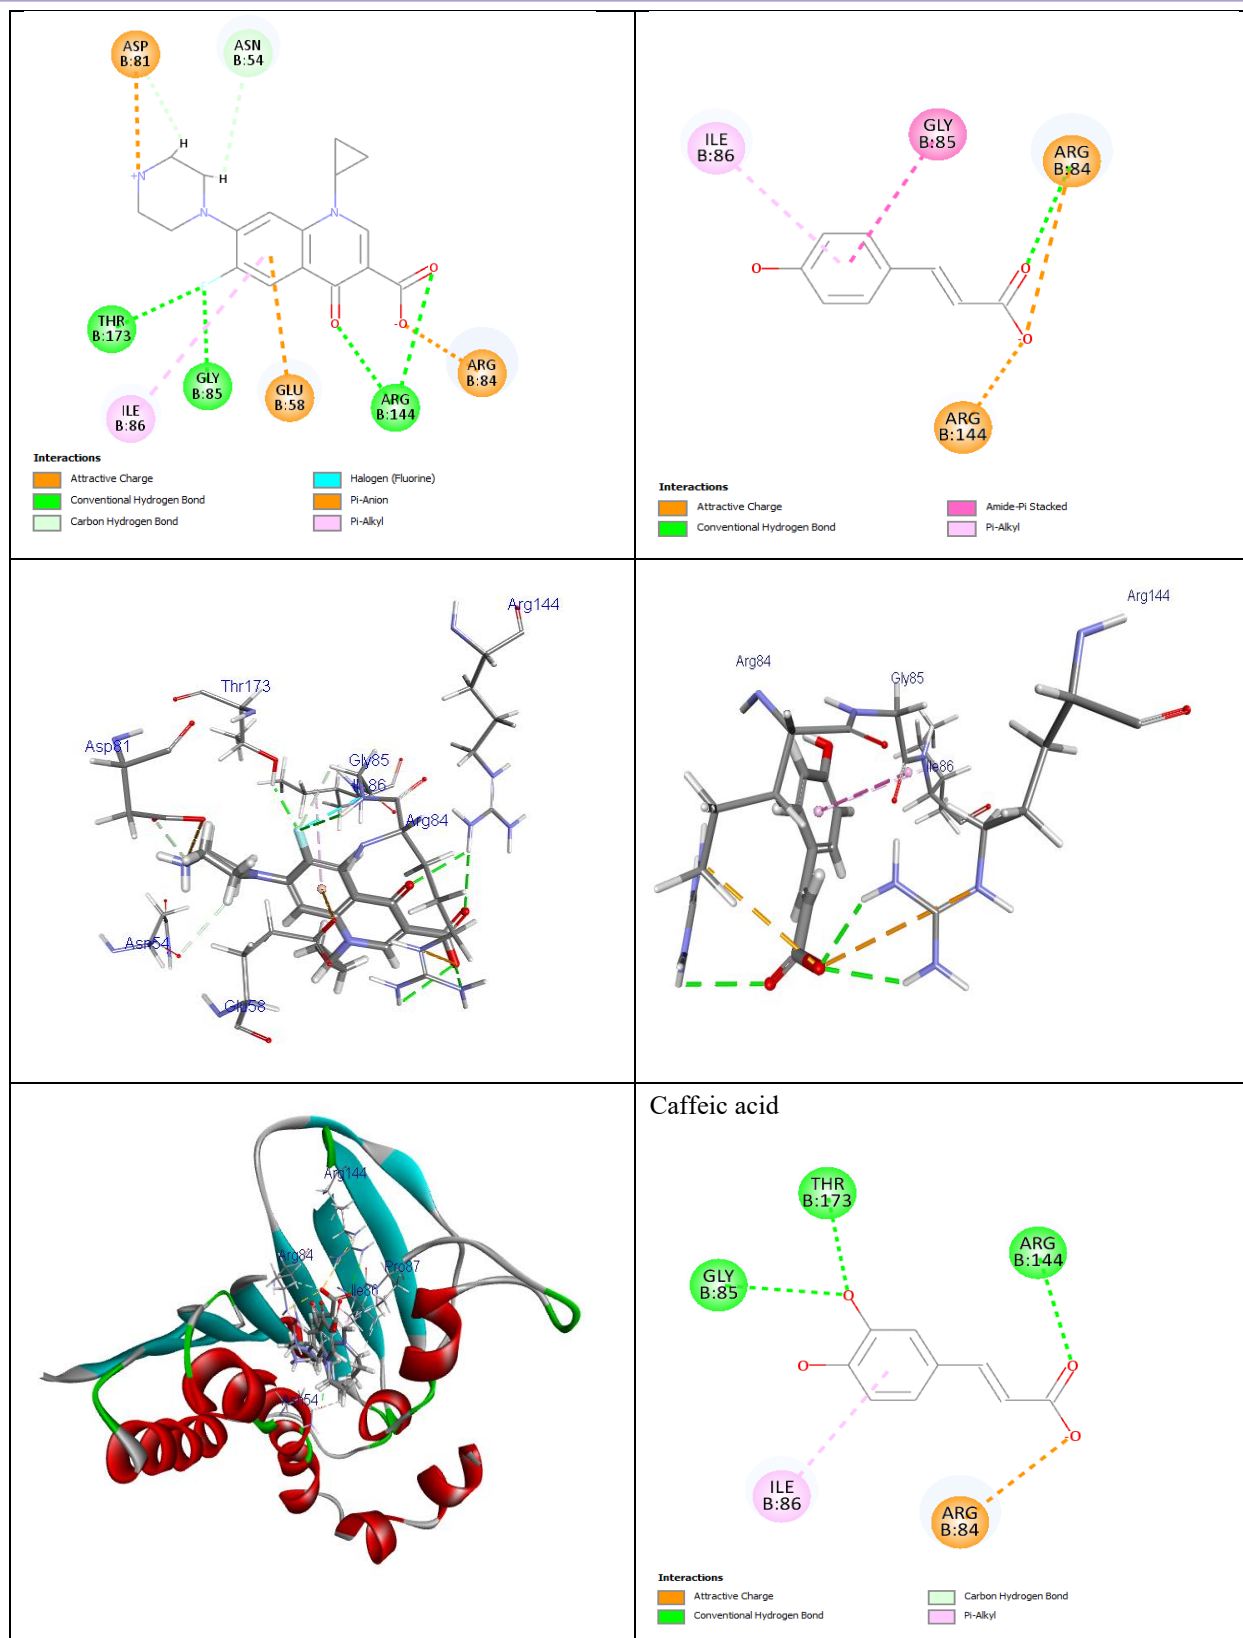 ASP
B:81
ASN
B:54
H
H
+N
N
N
O
O
-O
THR
B:173
GLY
B:85
ILE
B:86
GLU
B:58
ARG
B:144
ARG
B:84
Interactions
Attractive Charge
Conventional Hydrogen Bond
Carbon Hydrogen Bond
Halogen (Fluorine)
Pi-Anion
Pi-Alkyl
ILE
B:86
GLY
B:85
ARG
B:84
O
O
-O
ARG
B:144
Interactions
Attractive Charge
Conventional Hydrogen Bond
Amide-Pi Stacked
Pi-Alkyl
Arg144
Thr173
Asp81
Gly85
Ile86
Arg84
Asn54
Glu58
Arg144
Arg84
Gly85
Ile86
Arg144
Arg84
Pro87
Ile86
Asn54
Caffeic acid
THR
B:173
ARG
B:144
GLY
B:85
O
O
O
-O
ILE
B:86
ARG
B:84
Interactions
Attractive Charge
Conventional Hydrogen Bond
Carbon Hydrogen Bond
Pi-Alkyl